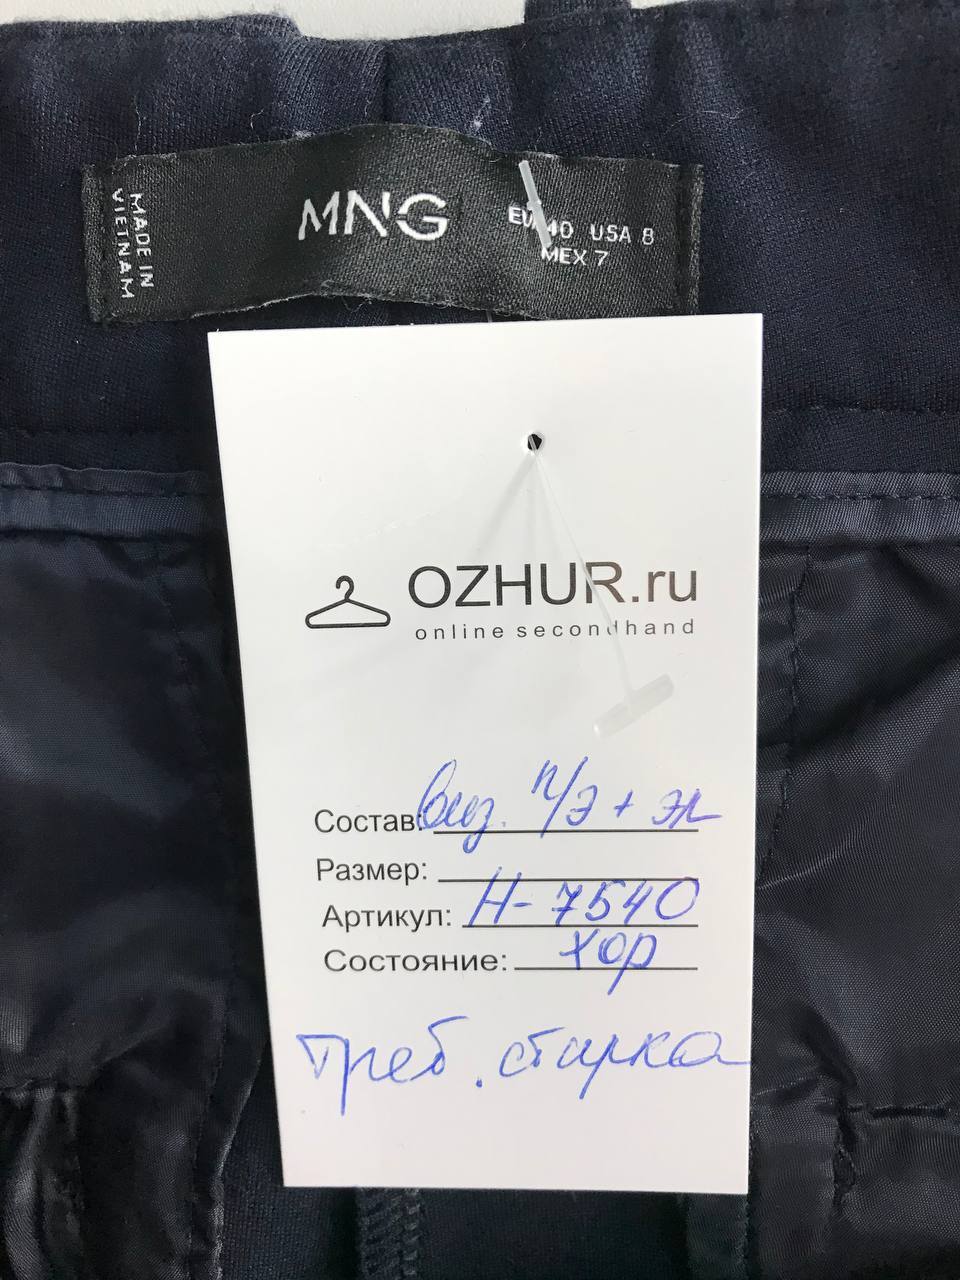 MADE IN
VIETNAM
MNG
EUR 40 USA 8
MEX 7
OZHUR.ru
online secondhand
Состав: виз. п/э + эл
Размер:
Артикул: Н-7540
Состояние: хор
треб. стирка